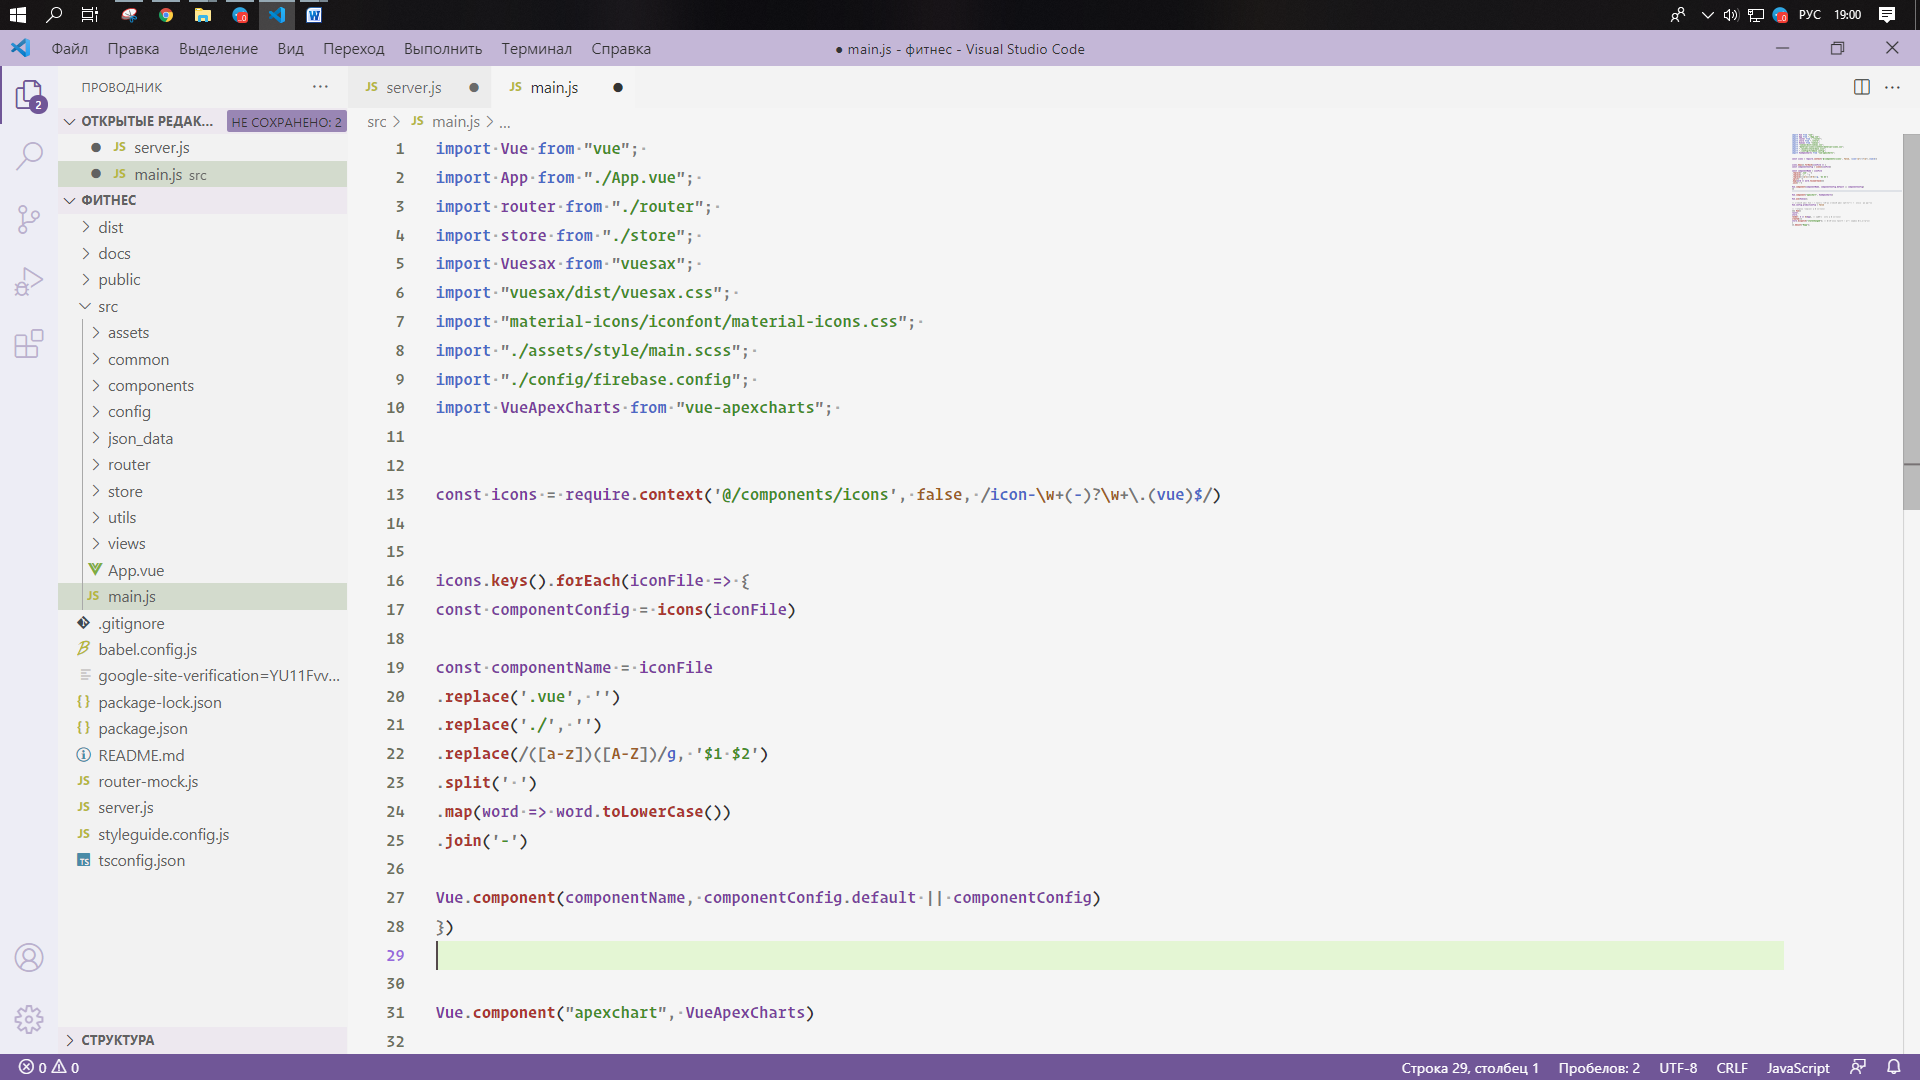 РУС 19:00
Файл Правка Выделение Вид Переход Выполнить Терминал Справка ● main.js - фитнес - Visual Studio Code
ПРОВОДНИК ···
ОТКРЫТЫЕ РЕДАК... НЕ СОХРАНЕНО: 2
JS server.js
JS main.js src
ФИТНЕС
dist
docs
public
src
assets
common
components
config
json_data
router
store
utils
views
App.vue
JS main.js
.gitignore
babel.config.js
google-site-verification=YU11Fvv...
{} package-lock.json
{} package.json
README.md
JS router-mock.js
JS server.js
JS styleguide.config.js
TS tsconfig.json
СТРУКТУРА
2
JS server.js ● JS main.js ●
src > JS main.js > ...
1 import Vue from "vue";
2 import App from "./App.vue";
3 import router from "./router";
4 import store from "./store";
5 import Vuesax from "vuesax";
6 import "vuesax/dist/vuesax.css";
7 import "material-icons/iconfont/material-icons.css";
8 import "./assets/style/main.scss";
9 import "./config/firebase.config";
10 import VueApexCharts from "vue-apexcharts";
11
12
13 const icons = require.context('@/components/icons', false, /icon-\w+(-)?\w+\.(vue)$/)
14
15
16 icons.keys().forEach(iconFile => {
17 const componentConfig = icons(iconFile)
18
19 const componentName = iconFile
20 .replace('.vue', '')
21 .replace('./', '')
22 .replace(/([a-z])([A-Z])/g, '$1 $2')
23 .split(' ')
24 .map(word => word.toLowerCase())
25 .join('-')
26
27 Vue.component(componentName, componentConfig.default || componentConfig)
28 })
29
30
31 Vue.component("apexchart", VueApexCharts)
32
0 0 Строка 29, столбец 1 Пробелов: 2 UTF-8 CRLF JavaScript